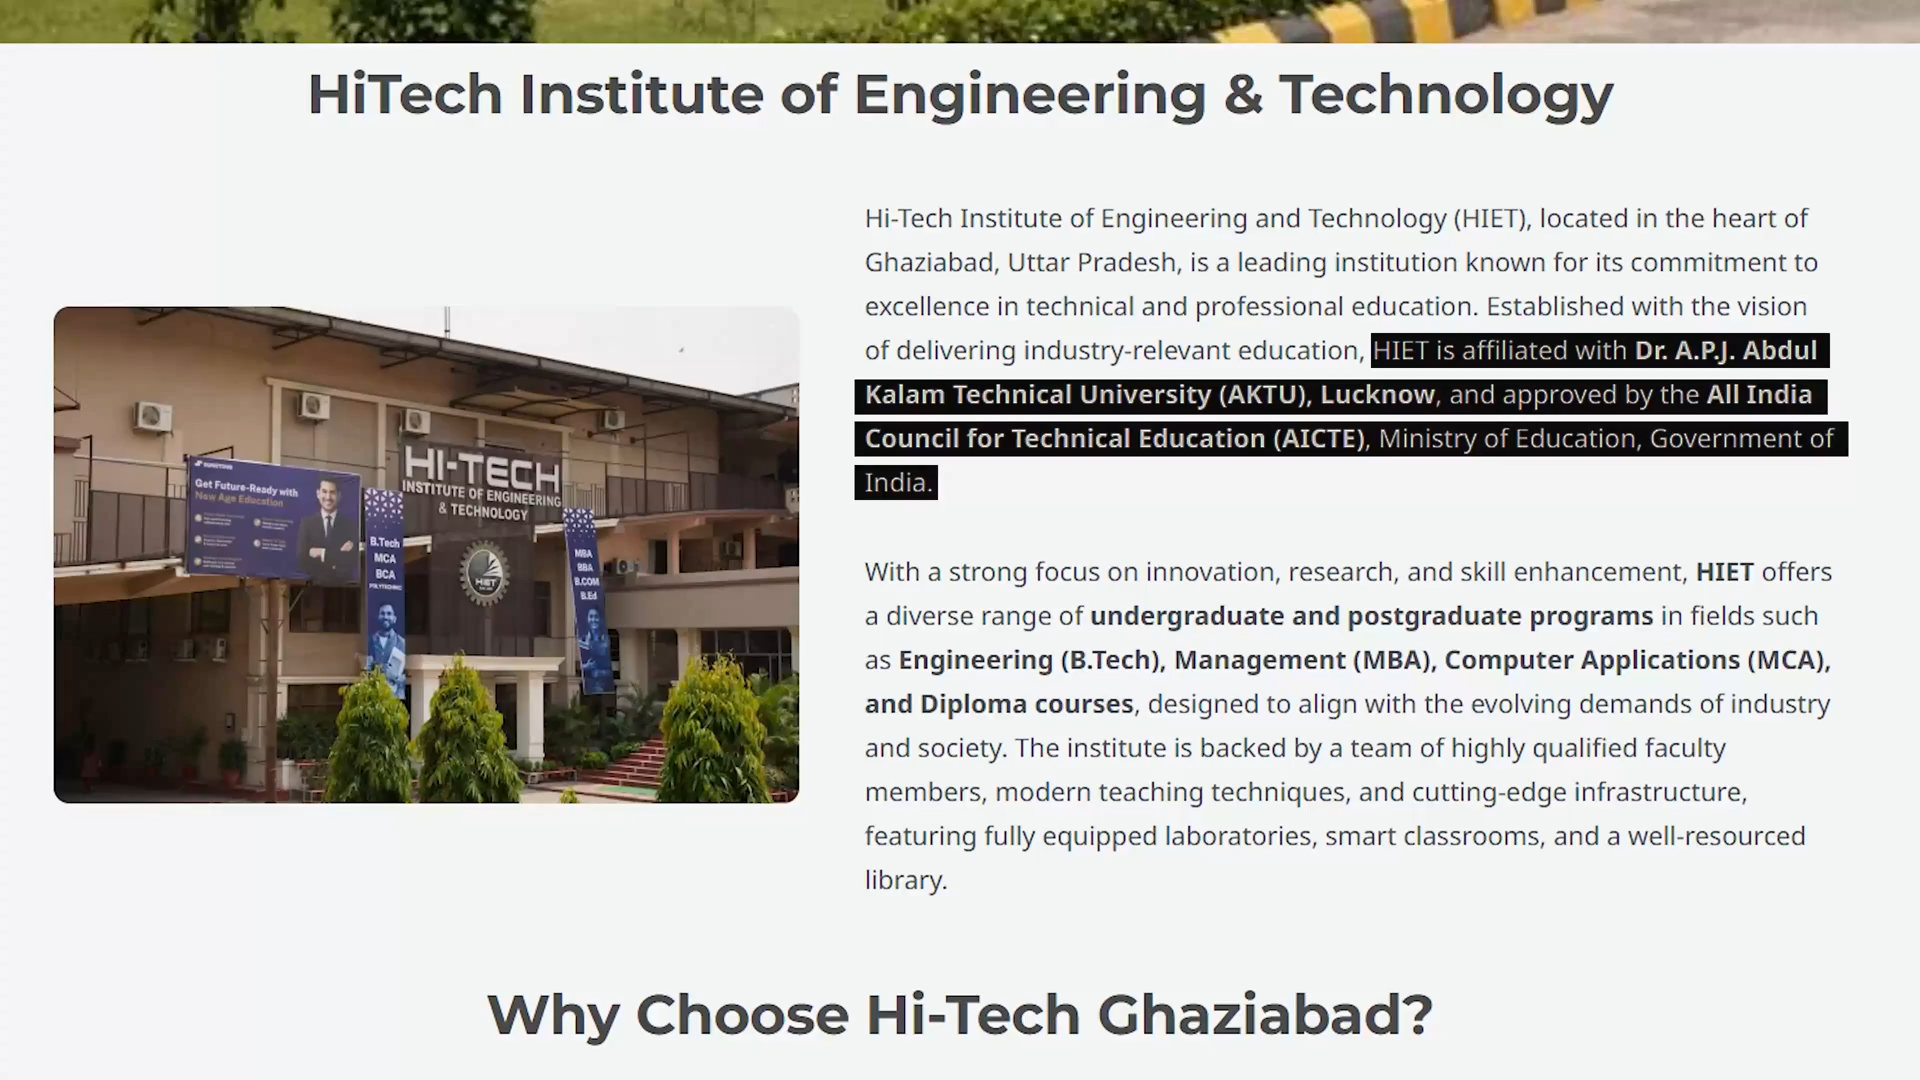 HiTech Institute of Engineering & Technology
Hi-Tech Institute of Engineering and Technology (HIET), located in the heart of
Ghaziabad, Uttar Pradesh, is a leading institution known for its commitment to
excellence in technical and professional education. Established with the vision
of delivering industry-relevant education, HIET is affiliated with Dr. A.P.J. Abdul
Kalam Technical University (AKTU), Lucknow, and approved by the All India
Council for Technical Education (AICTE), Ministry of Education, Government of
India.
HI-TECH
INSTITUTE OF ENGINEERING
& TECHNOLOGY
Get Future-Ready with
New Age Education
B.Tech
MCA
BCA
POLYTECHNIC
HIET
MBA
BBA
B.COM
B.Ed
With a strong focus on innovation, research, and skill enhancement, HIET offers
a diverse range of undergraduate and postgraduate programs in fields such
as Engineering (B.Tech), Management (MBA), Computer Applications (MCA),
and Diploma courses, designed to align with the evolving demands of industry
and society. The institute is backed by a team of highly qualified faculty
members, modern teaching techniques, and cutting-edge infrastructure,
featuring fully equipped laboratories, smart classrooms, and a well-resourced
library.
Why Choose Hi-Tech Ghaziabad?